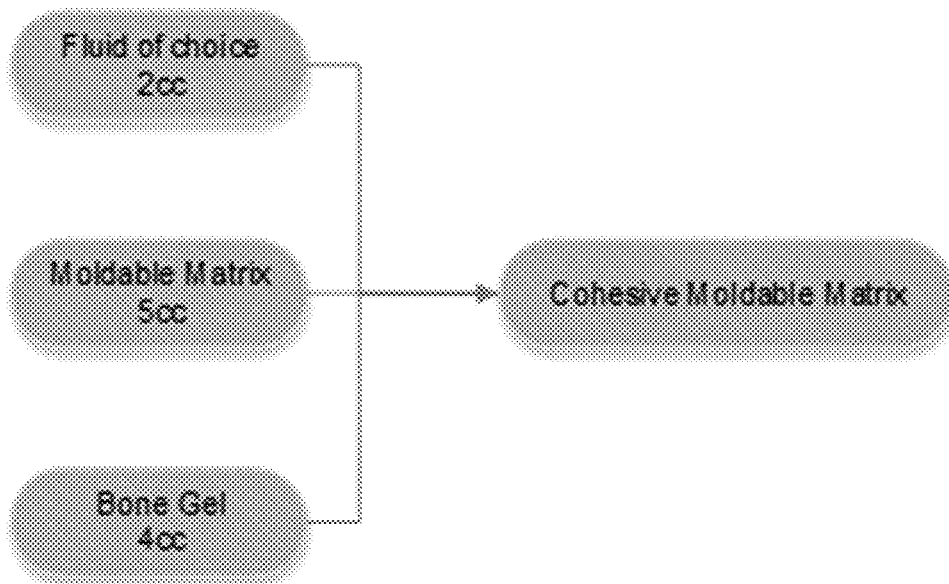 Fluid of choice
2cc
Moldable Matrix
5cc
Cohesive Moldable Matrix
Bone Gel
4cc